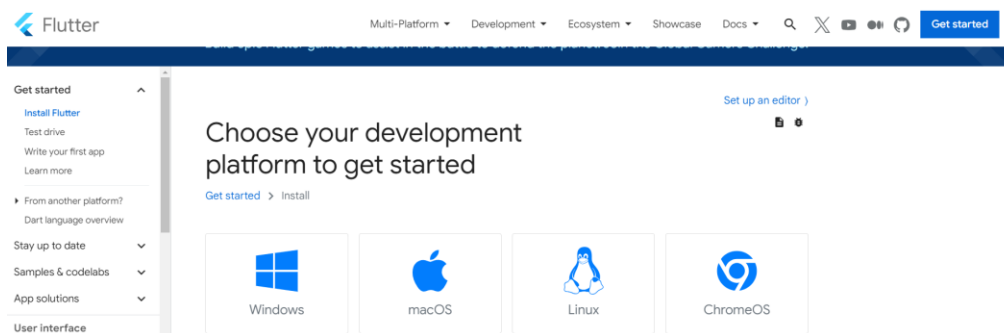 Flutter
Multi-Platform Development Ecosystem Showcase Docs Get started
Get started
Install Flutter
Test drive
Write your first app
Learn more
From another platform?
Dart language overview
Stay up to date
Samples & codelabs
App solutions
User interface
Set up an editor
Choose your development
platform to get started
Get started > Install
Windows
macOS
Linux
ChromeOS